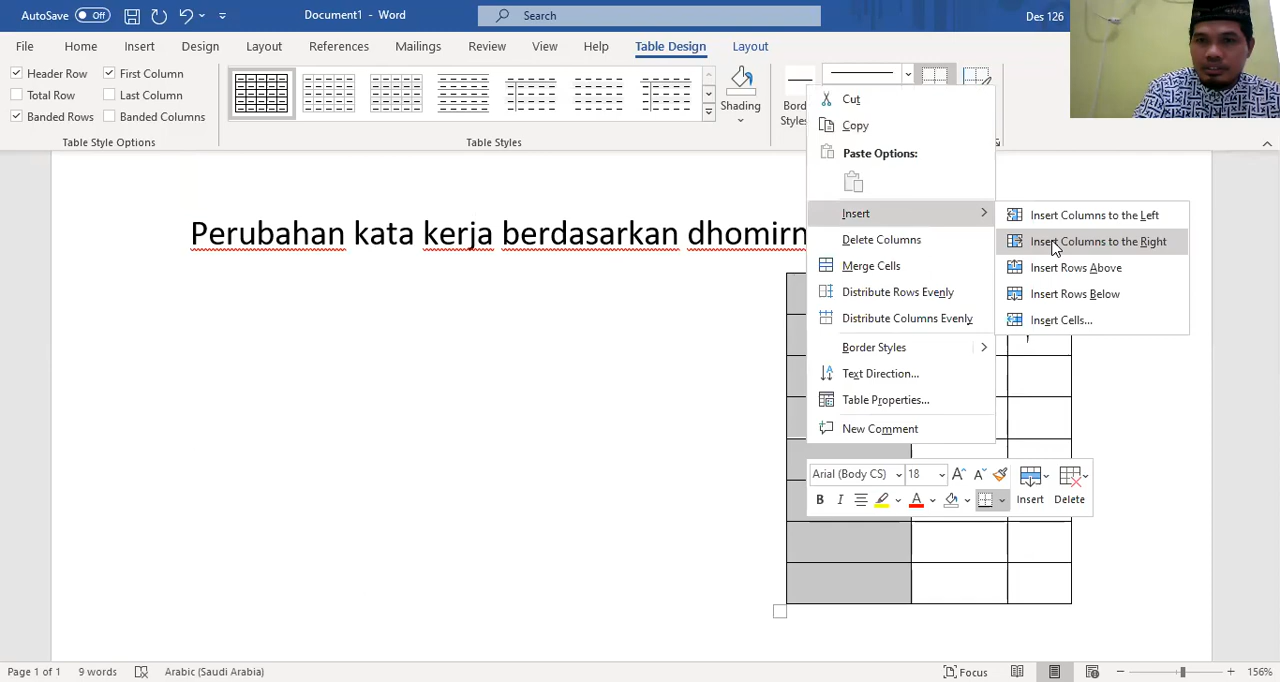 AutoSave Off Document1 - Word Search Des 126
File Home Insert Design Layout References Mailings Review View Help Table Design Layout
Header Row First Column
Total Row Last Column
Banded Rows Banded Columns
Table Style Options
Shading
Table Styles
Bord
Styles
Cut
Copy
Paste Options:
Insert
Delete Columns
Merge Cells
Distribute Rows Evenly
Distribute Columns Evenly
Border Styles
Text Direction...
Table Properties...
New Comment
Insert Columns to the Left
Insert Columns to the Right
Insert Rows Above
Insert Rows Below
Insert Cells...
Perubahan kata kerja berdasarkan dhomirn
Arial (Body CS) 18
Insert Delete
Page 1 of 1 9 words Arabic (Saudi Arabia) Focus 156%